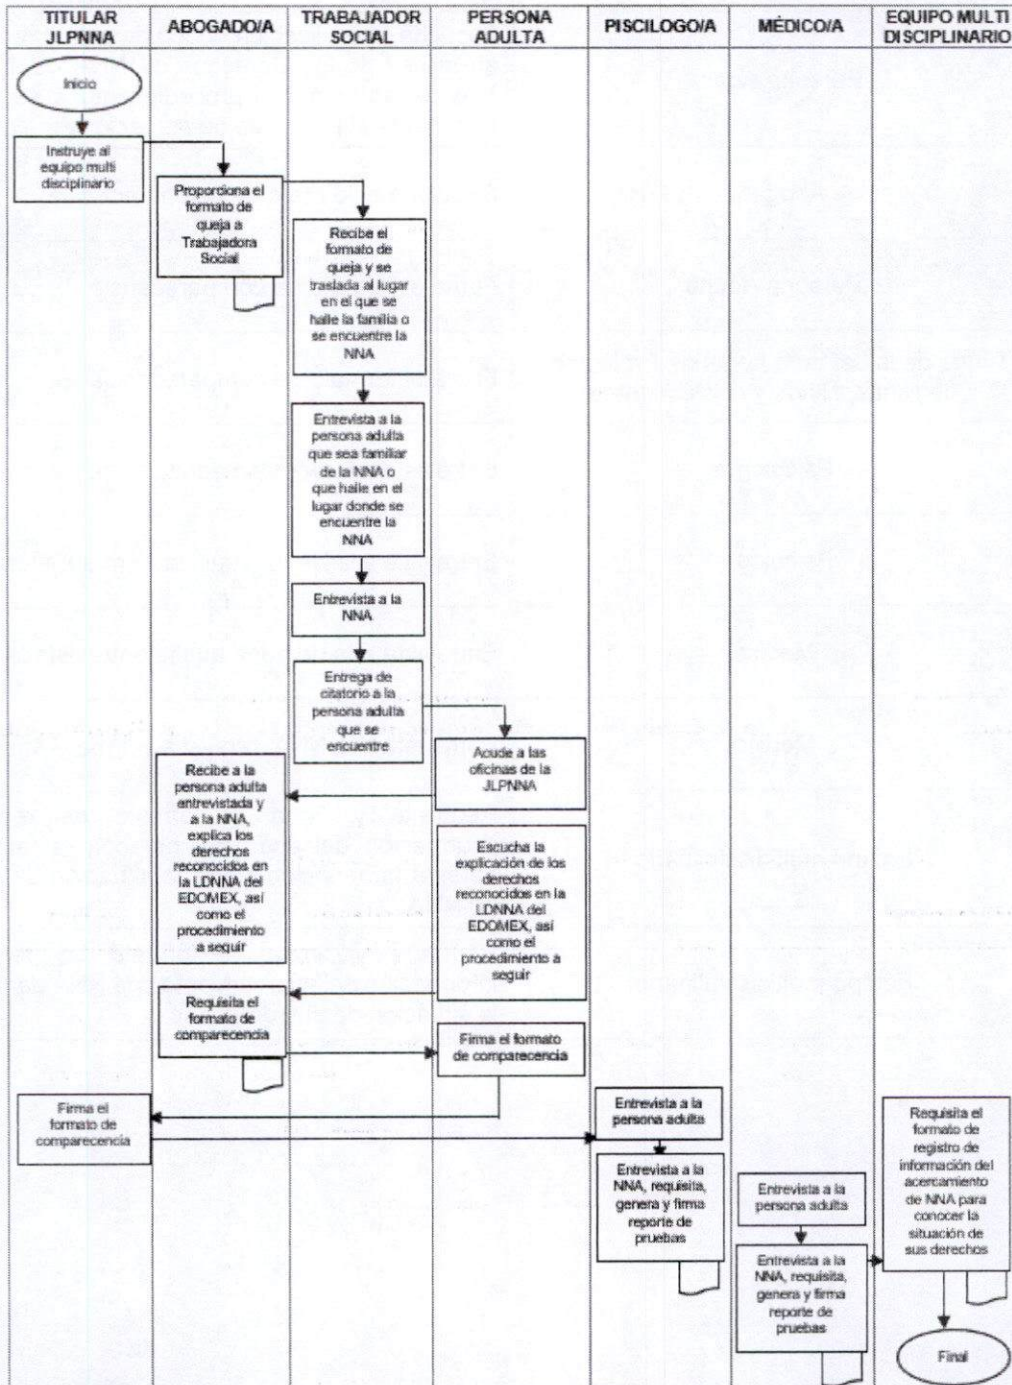 TITULAR
JLPNNA
ABOGADO/A
TRABAJADOR
SOCIAL
PERSONA
ADULTA
PISCILOGO/A
MÉDICO/A
EQUIPO MULTI
DISCIPLINARIO
Inicio
Instruye al
equipo multi
disciplinario
Proporciona el
formato de
queja a
Trabajadora
Social
Recibe el
formato de
queja y se
traslada al lugar
en el que se
halle la familia o
se encuentre la
NNA
Entrevista a la
persona adulta
que sea familiar
de la NNA o
que halle en el
lugar donde se
encuentre la
NNA
Entrevista a la
NNA
Entrega de
citatorio a la
persona adulta
que se
encuentre
Acude a las
oficinas de la
JLPNNA
Recibe a la
persona adulta
entrevistada y
a la NNA,
explica los
derechos
reconocidos en
la LDNNA del
EDOMEX, así
como el
procedimiento
a seguir
Escucha la
explicación de los
derechos
reconocidos en la
LDNNA del
EDOMEX, así
como el
procedimiento a
seguir
Requisita el
formato de
comparecencia
Firma el formato
de comparecencia
Firma el
formato de
comparecencia
Entrevista a la
persona adulta
Entrevista a la
NNA, requisita,
genera y firma
reporte de
pruebas
Entrevista a la
persona adulta
Entrevista a la
NNA, requisita,
genera y firma
reporte de
pruebas
Requisita el
formato de
registro de
información del
acercamiento
de NNA para
conocer la
situación de
sus derechos
Final